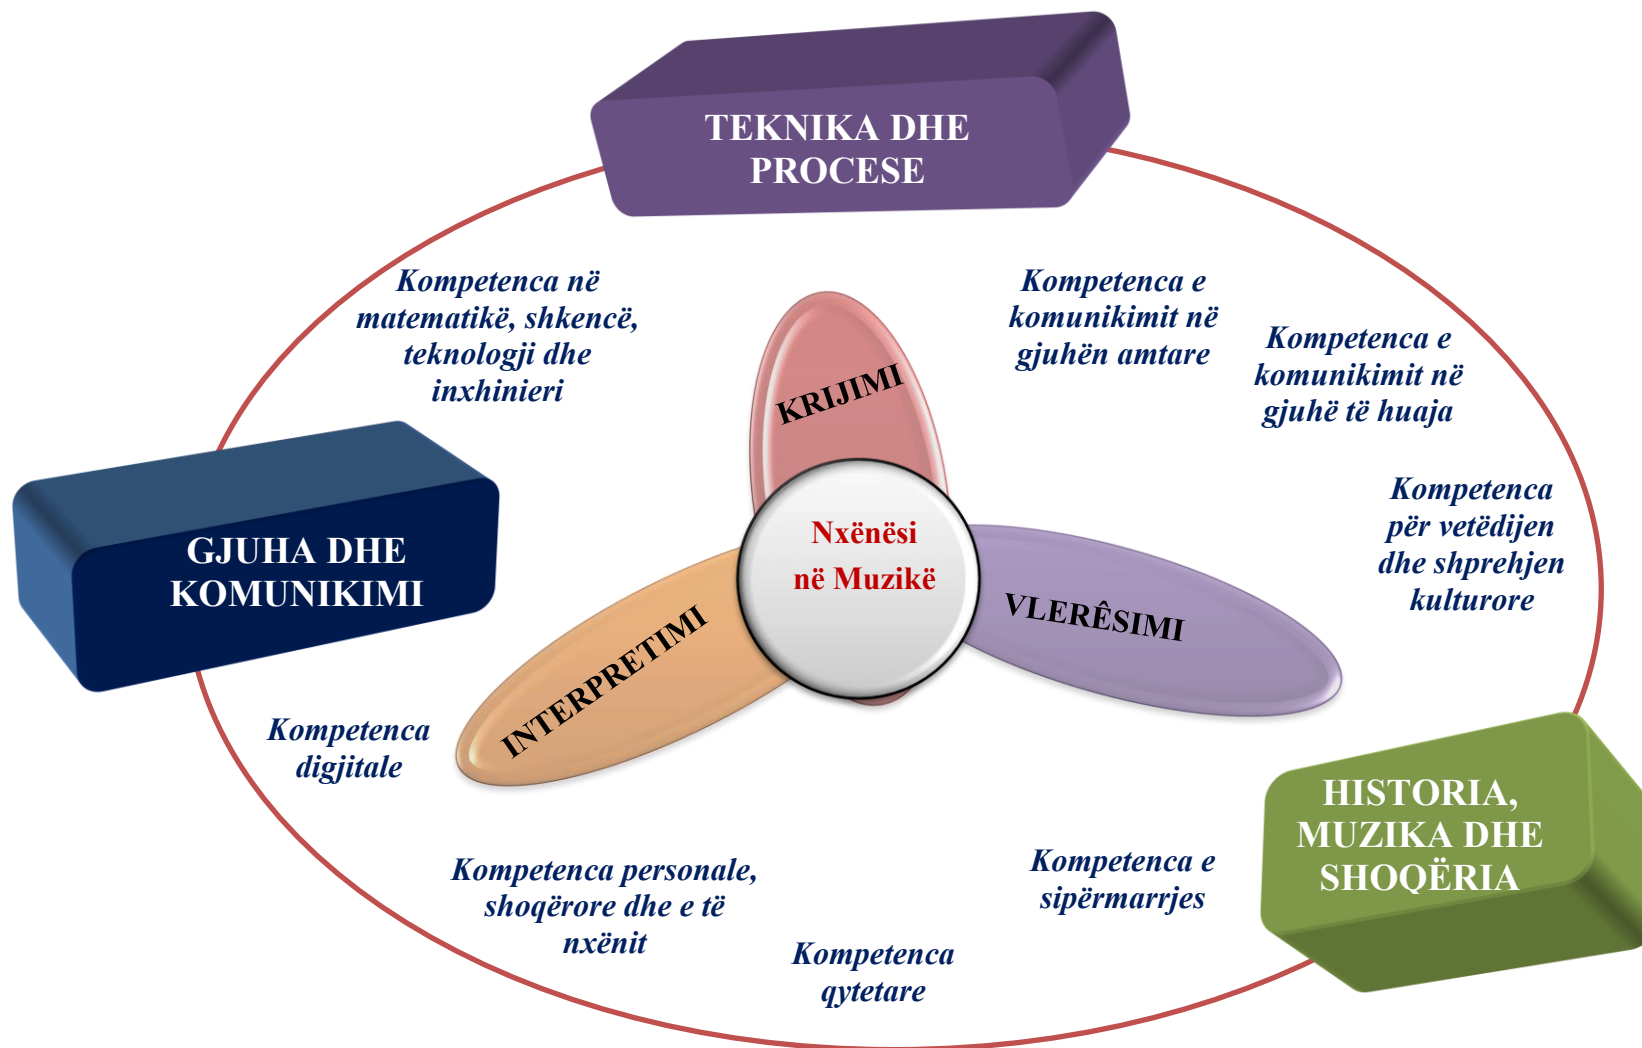 TEKNIKA DHE
PROCESE
Kompetenca në
matematikë, shkencë,
teknologji dhe
inxhinieri
Kompetenca e
komunikimit në
gjuhën amtare
Kompetenca e
komunikimit në
gjuhë të huaja
KRIJIMI
GJUHA DHE
KOMUNIKIMI
Nxënësi
në Muzikë
Kompetenca
për vetëdijen
dhe shprehjen
kulturore
INTERPRETIMI
VLERÊSIMI
Kompetenca
digjitale
HISTORIA,
MUZIKA DHE
SHOQËRIA
Kompetenca personale,
shoqërore dhe e të
nxënit
Kompetenca
qytetare
Kompetenca e
sipërmarrjes